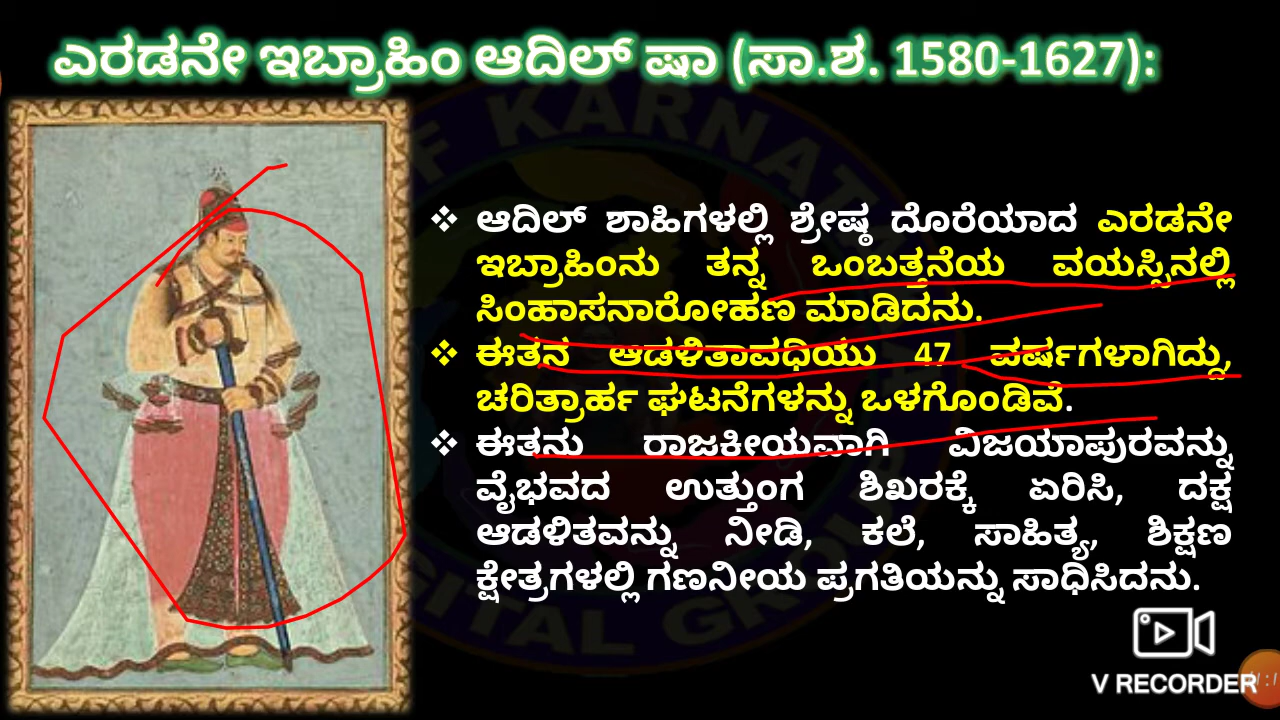 ಎರಡನೇ ಇಬ್ರಾಹಿಂ ಆದಿಲ್ ಷಾ (ಸಾ.ಶ. 1580-1627):
❖ ಆದಿಲ್ ಶಾಹಿಗಳಲ್ಲಿ ಶ್ರೇಷ್ಠ ದೊರೆಯಾದ ಎರಡನೇ
ಇಬ್ರಾಹಿಂನು ತನ್ನ ಒಂಬತ್ತನೆಯ ವಯಸ್ಸಿನಲ್ಲಿ
ಸಿಂಹಾಸನಾರೋಹಣ ಮಾಡಿದನು.
❖ ಈತನ ಆಡಳಿತಾವಧಿಯು 47 ವರ್ಷಗಳಾಗಿದ್ದು,
ಚರಿತ್ರಾರ್ಹ ಘಟನೆಗಳನ್ನು ಒಳಗೊಂಡಿವೆ.
❖ ಈತನು ರಾಜಕೀಯವಾಗಿ ವಿಜಯಾಪುರವನ್ನು
ವೈಭವದ ಉತ್ತುಂಗ ಶಿಖರಕ್ಕೆ ಏರಿಸಿ, ದಕ್ಷ
ಆಡಳಿತವನ್ನು ನೀಡಿ, ಕಲೆ, ಸಾಹಿತ್ಯ, ಶಿಕ್ಷಣ
ಕ್ಷೇತ್ರಗಳಲ್ಲಿ ಗಣನೀಯ ಪ್ರಗತಿಯನ್ನು ಸಾಧಿಸಿದನು.
V RECORDER